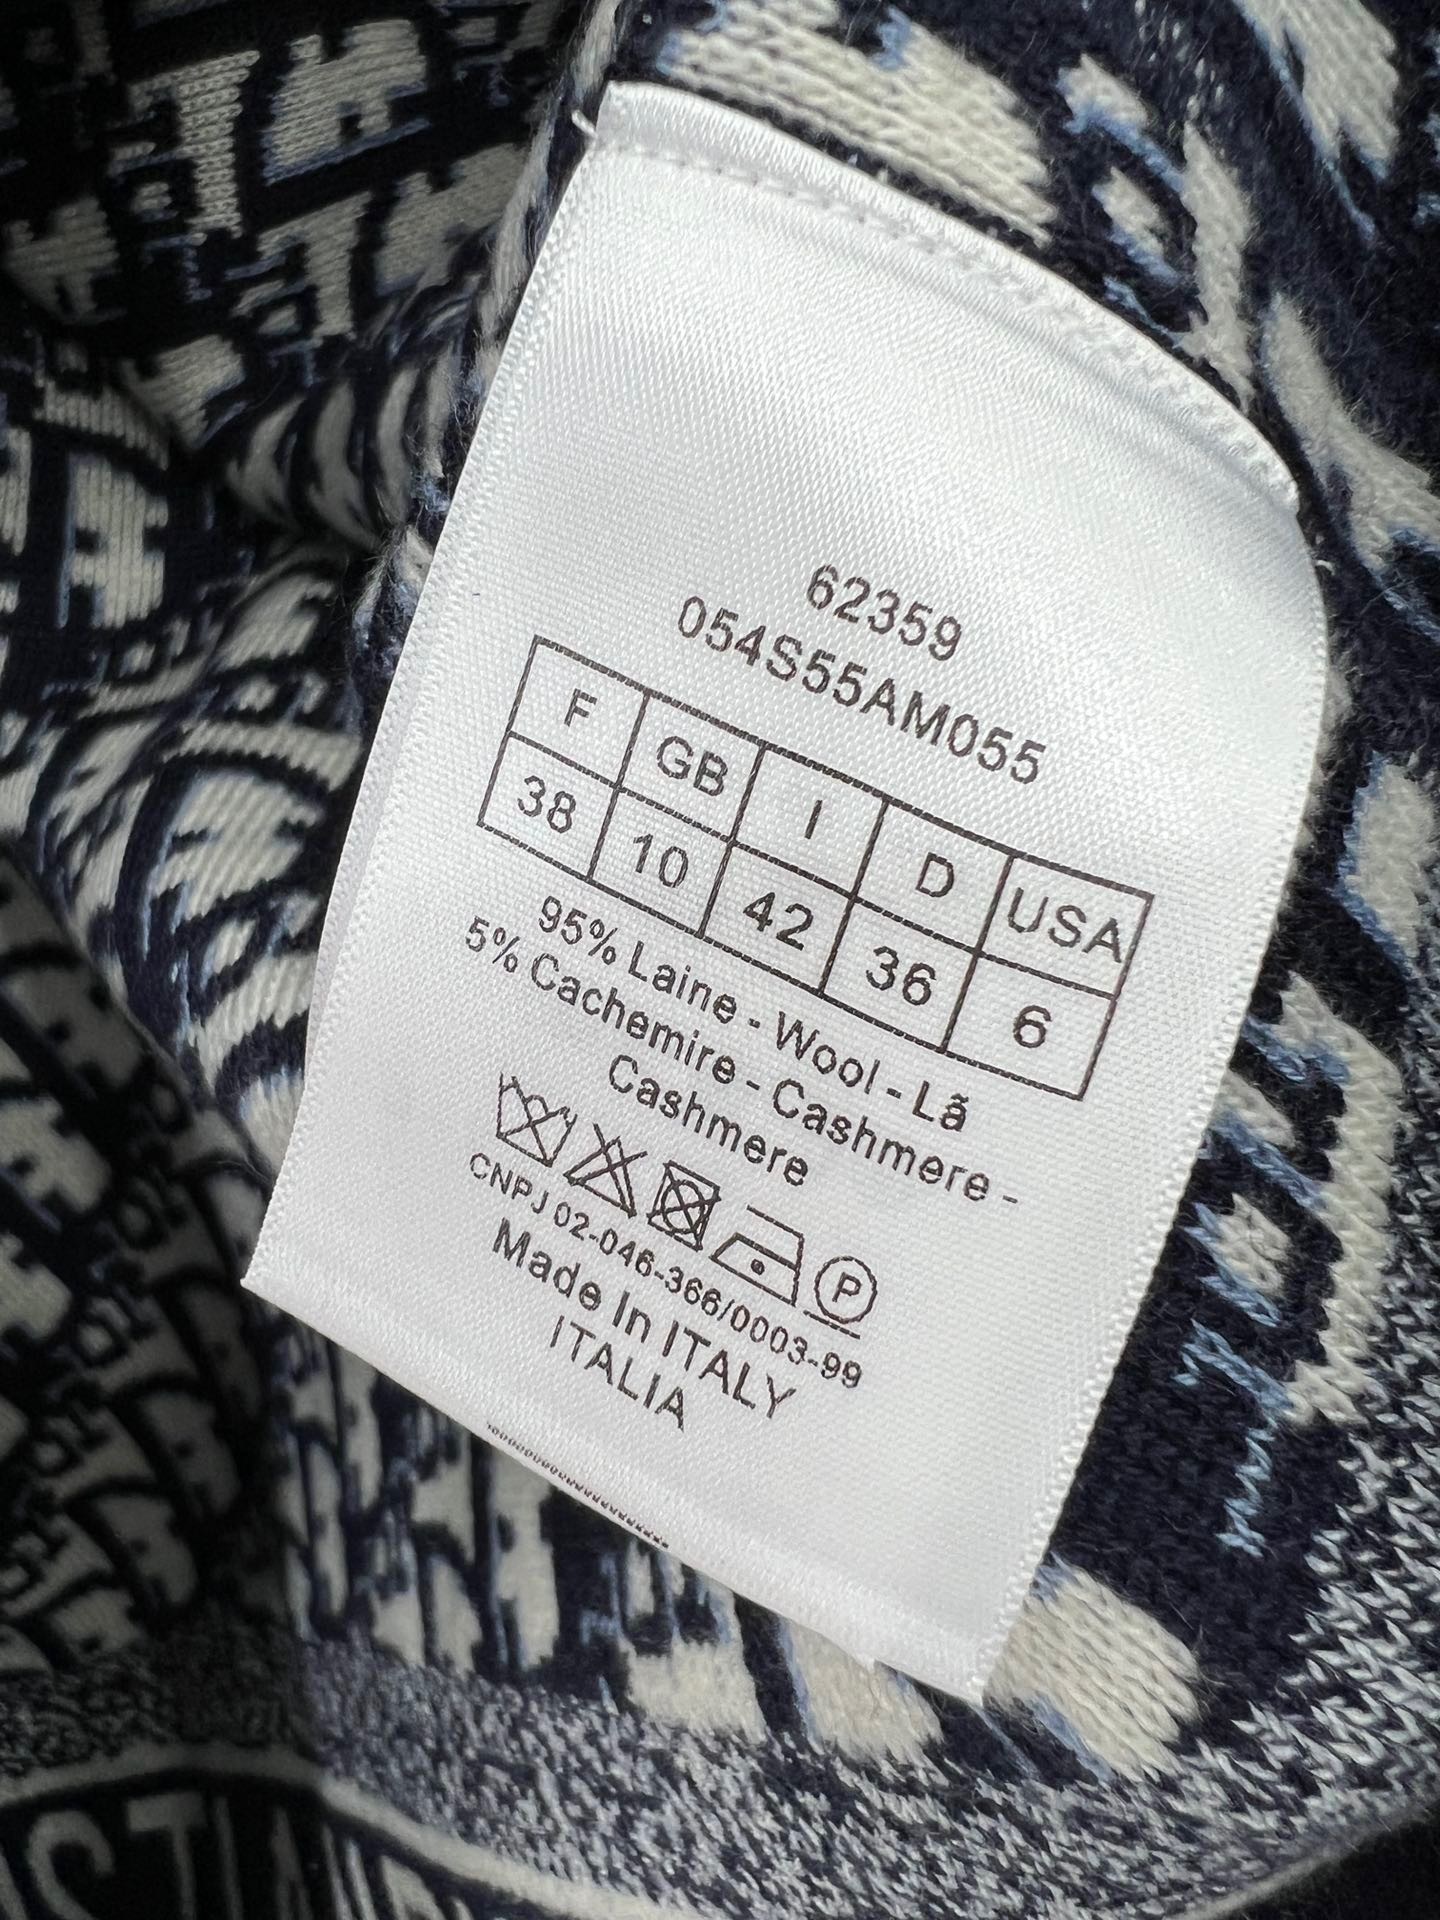 62359
054S55AM055
F GB I D USA
38 10 42 36 6
95% Laine - Wool - Lã
5% Cachemire - Cashmere -
Cashmere
P
CNPJ 02-046-366/0003-99
Made In ITALY
ITALIA